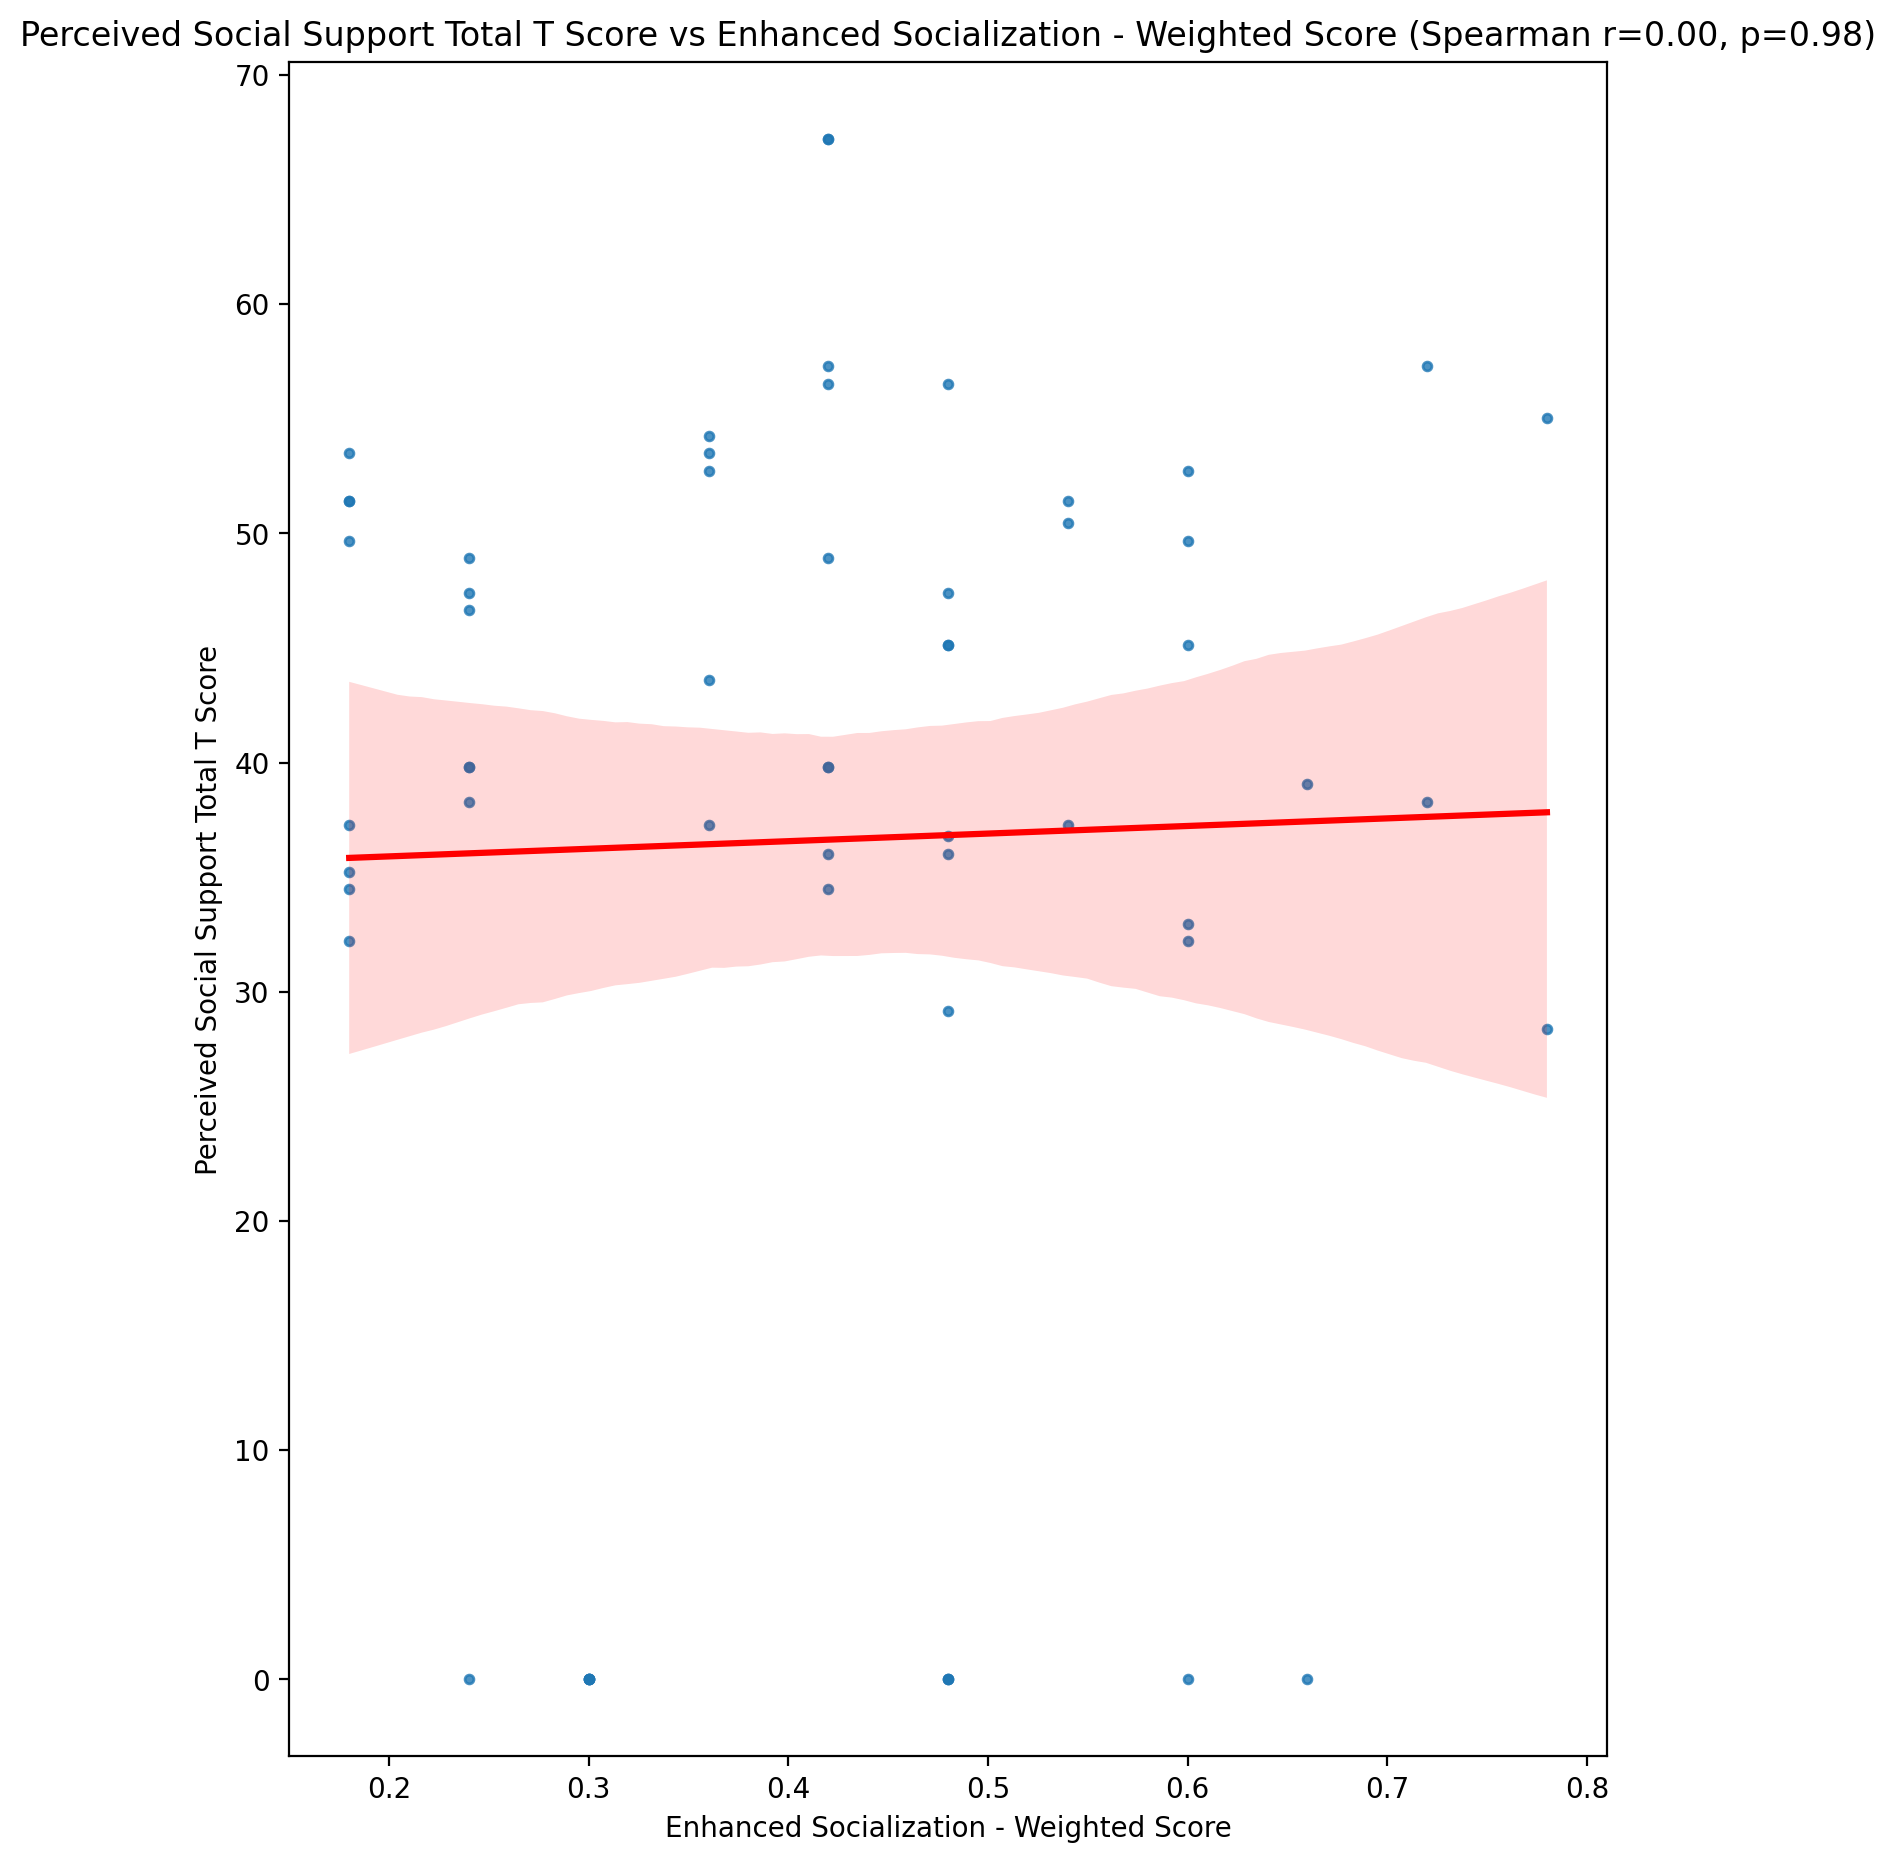 Perceived Social Support Total T Score vs Enhanced Socialization - Weighted Score (Spearman r=0.00, p=0.98)
Perceived Social Support Total T Score
70
60
50
40
30
20
10
0
0.2 0.3 0.4 0.5 0.6 0.7 0.8
Enhanced Socialization - Weighted Score